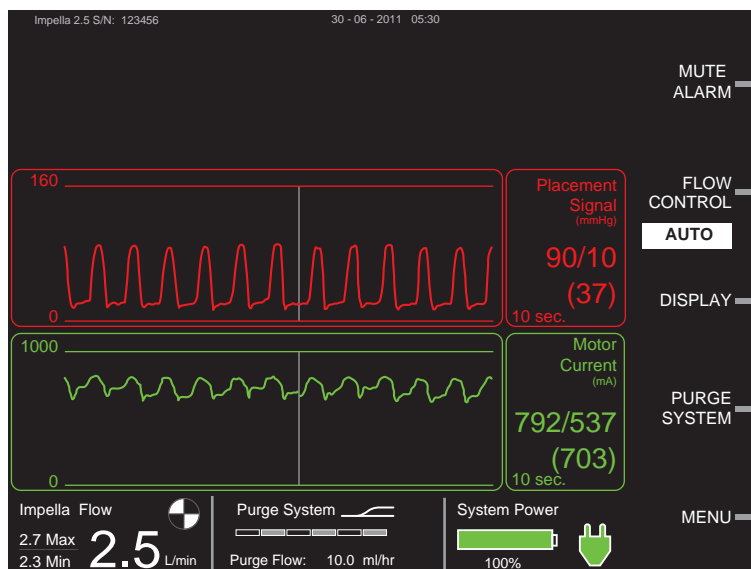 Impella 2.5 S/N: 123456
30 - 06 - 2011 05:30
MUTE
ALARM
160
0
Placement
Signal
(mmHg)
90/10
(37)
10 sec.
FLOW
CONTROL
AUTO
DISPLAY
1000
0
Motor
Current
(mA)
792/537
(703)
10 sec.
PURGE
SYSTEM
Impella Flow
2.7 Max
2.3 Min
2.5 L/min
Purge System
Purge Flow: 10.0 ml/hr
System Power
100%
MENU